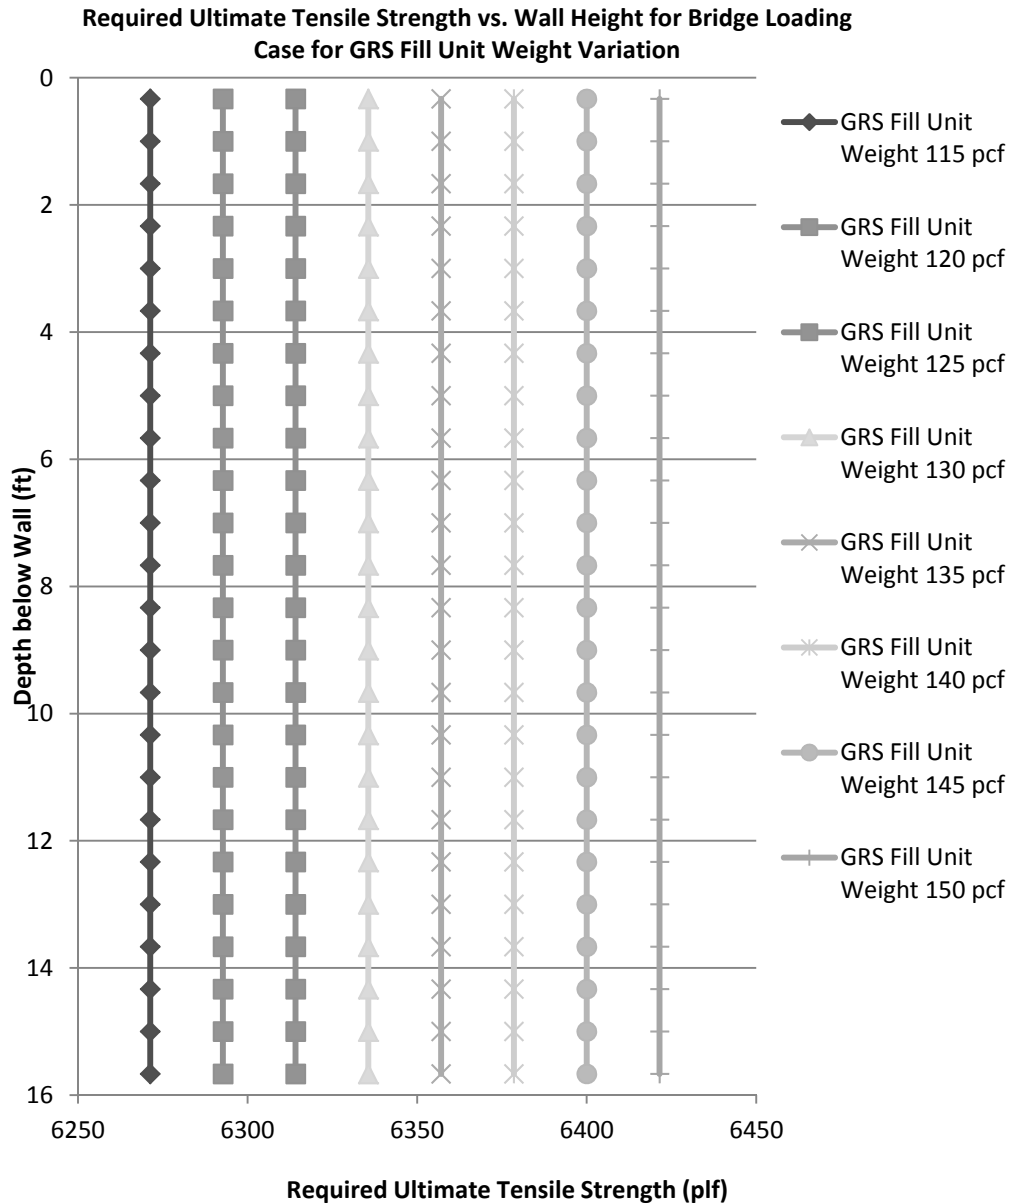 Required Ultimate Tensile Strength vs. Wall Height for Bridge Loading
Case for GRS Fill Unit Weight Variation
0
2
4
6
8
10
12
14
16
Depth below Wall (ft)
6250
6300
6350
6400
6450
Required Ultimate Tensile Strength (plf)
GRS Fill Unit
Weight 115 pcf
GRS Fill Unit
Weight 120 pcf
GRS Fill Unit
Weight 125 pcf
GRS Fill Unit
Weight 130 pcf
GRS Fill Unit
Weight 135 pcf
GRS Fill Unit
Weight 140 pcf
GRS Fill Unit
Weight 145 pcf
GRS Fill Unit
Weight 150 pcf